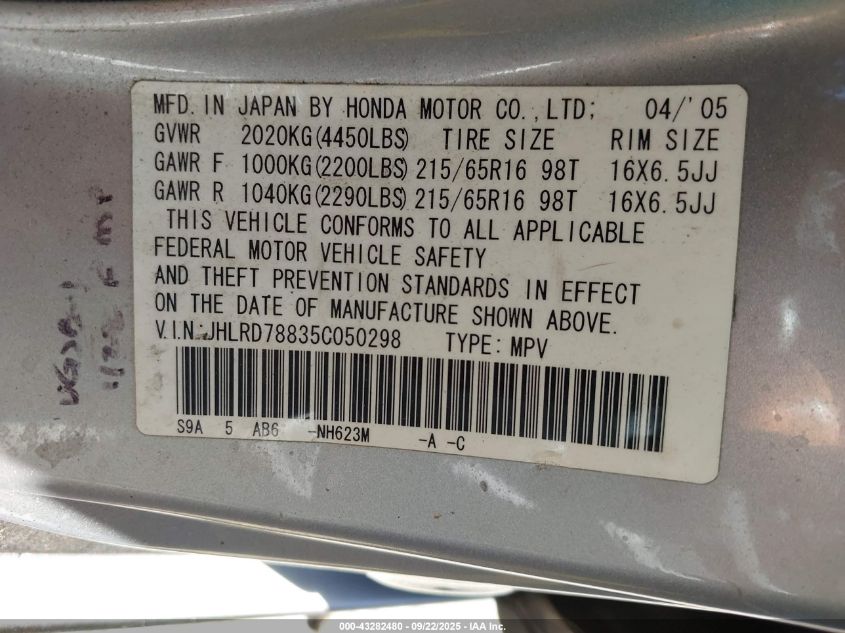 MFD. IN JAPAN BY HONDA MOTOR CO.,LTD; 04/'05
GVWR 2020KG(4450LBS) TIRE SIZE RIM SIZE
GAWR F 1000KG(2200LBS) 215/65R16 98T 16X6.5JJ
GAWR R 1040KG(2290LBS) 215/65R16 98T 16X6.5JJ
THIS VEHICLE CONFORMS TO ALL APPLICABLE
FEDERAL MOTOR VEHICLE SAFETY
AND THEFT PREVENTION STANDARDS IN EFFECT
ON THE DATE OF MANUFACTURE SHOWN ABOVE.
V.I.N:JHLRD78835C050298 TYPE: MPV
S9A 5 AB6 -NH623M -A -C
000-43282480 - 09/22/2025 - IAA Inc.